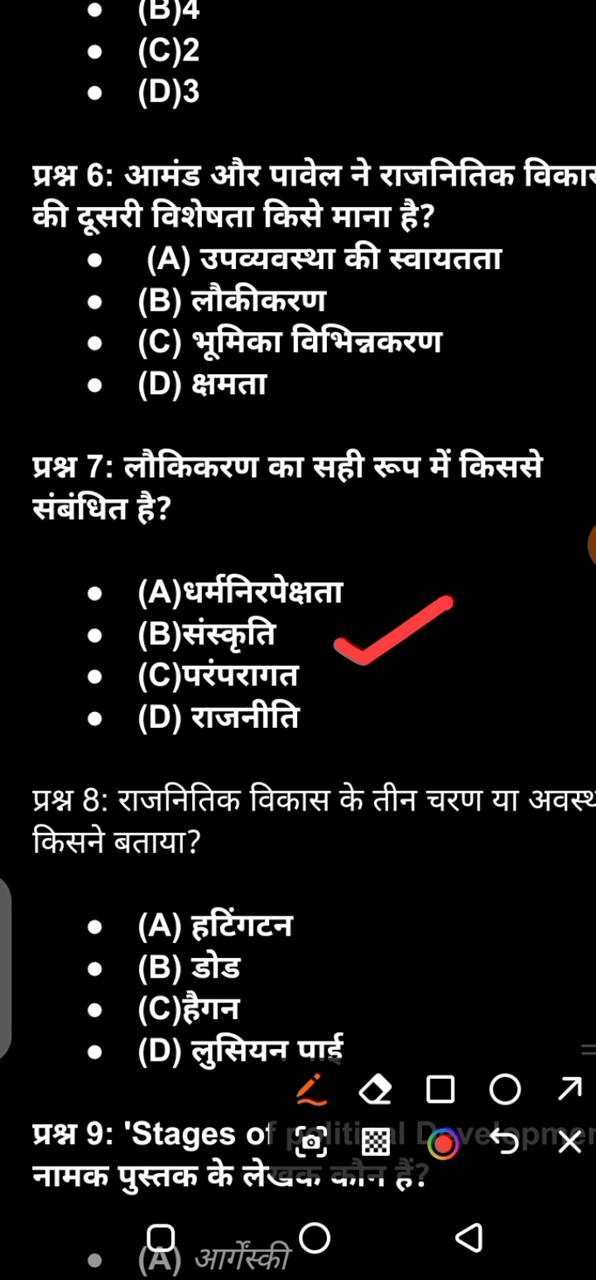 (B)4
(C)2
(D)3
प्रश्न 6: आमंड और पावेल ने राजनितिक विकास
की दूसरी विशेषता किसे माना है?
(A) उपव्यवस्था की स्वायतता
(B) लौकीकरण
(C) भूमिका विभिन्नकरण
(D) क्षमता
प्रश्न 7: लौकिकरण का सही रूप में किससे
संबंधित है?
(A)धर्मनिरपेक्षता
(B)संस्कृति
(C)परंपरागत
(D) राजनीति
प्रश्न 8: राजनितिक विकास के तीन चरण या अवस्थ
किसने बताया?
(A) हटिंगटन
(B) डोड
(C)हैगन
(D) लुसियन पाई
प्रश्न 9: 'Stages of political Developmen
नामक पुस्तक के लेखक कौन हैं?
(A) आर्गेंस्की